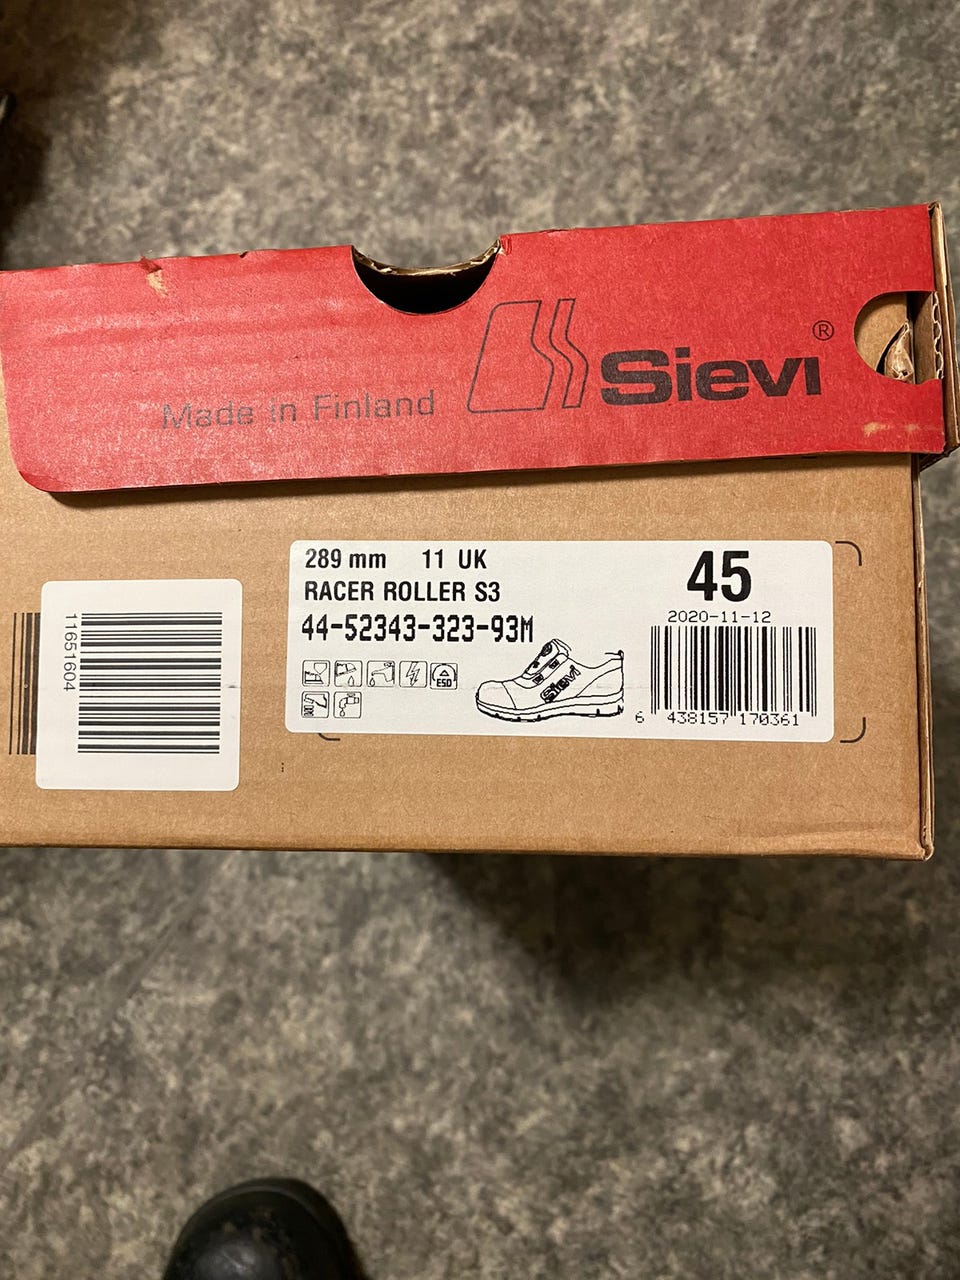 Made in Finland
Sievi®
289 mm 11 UK
RACER ROLLER S3
44-52343-323-93M
45
2020-11-12
ESD
Sievi
6 438157 170361
11651604